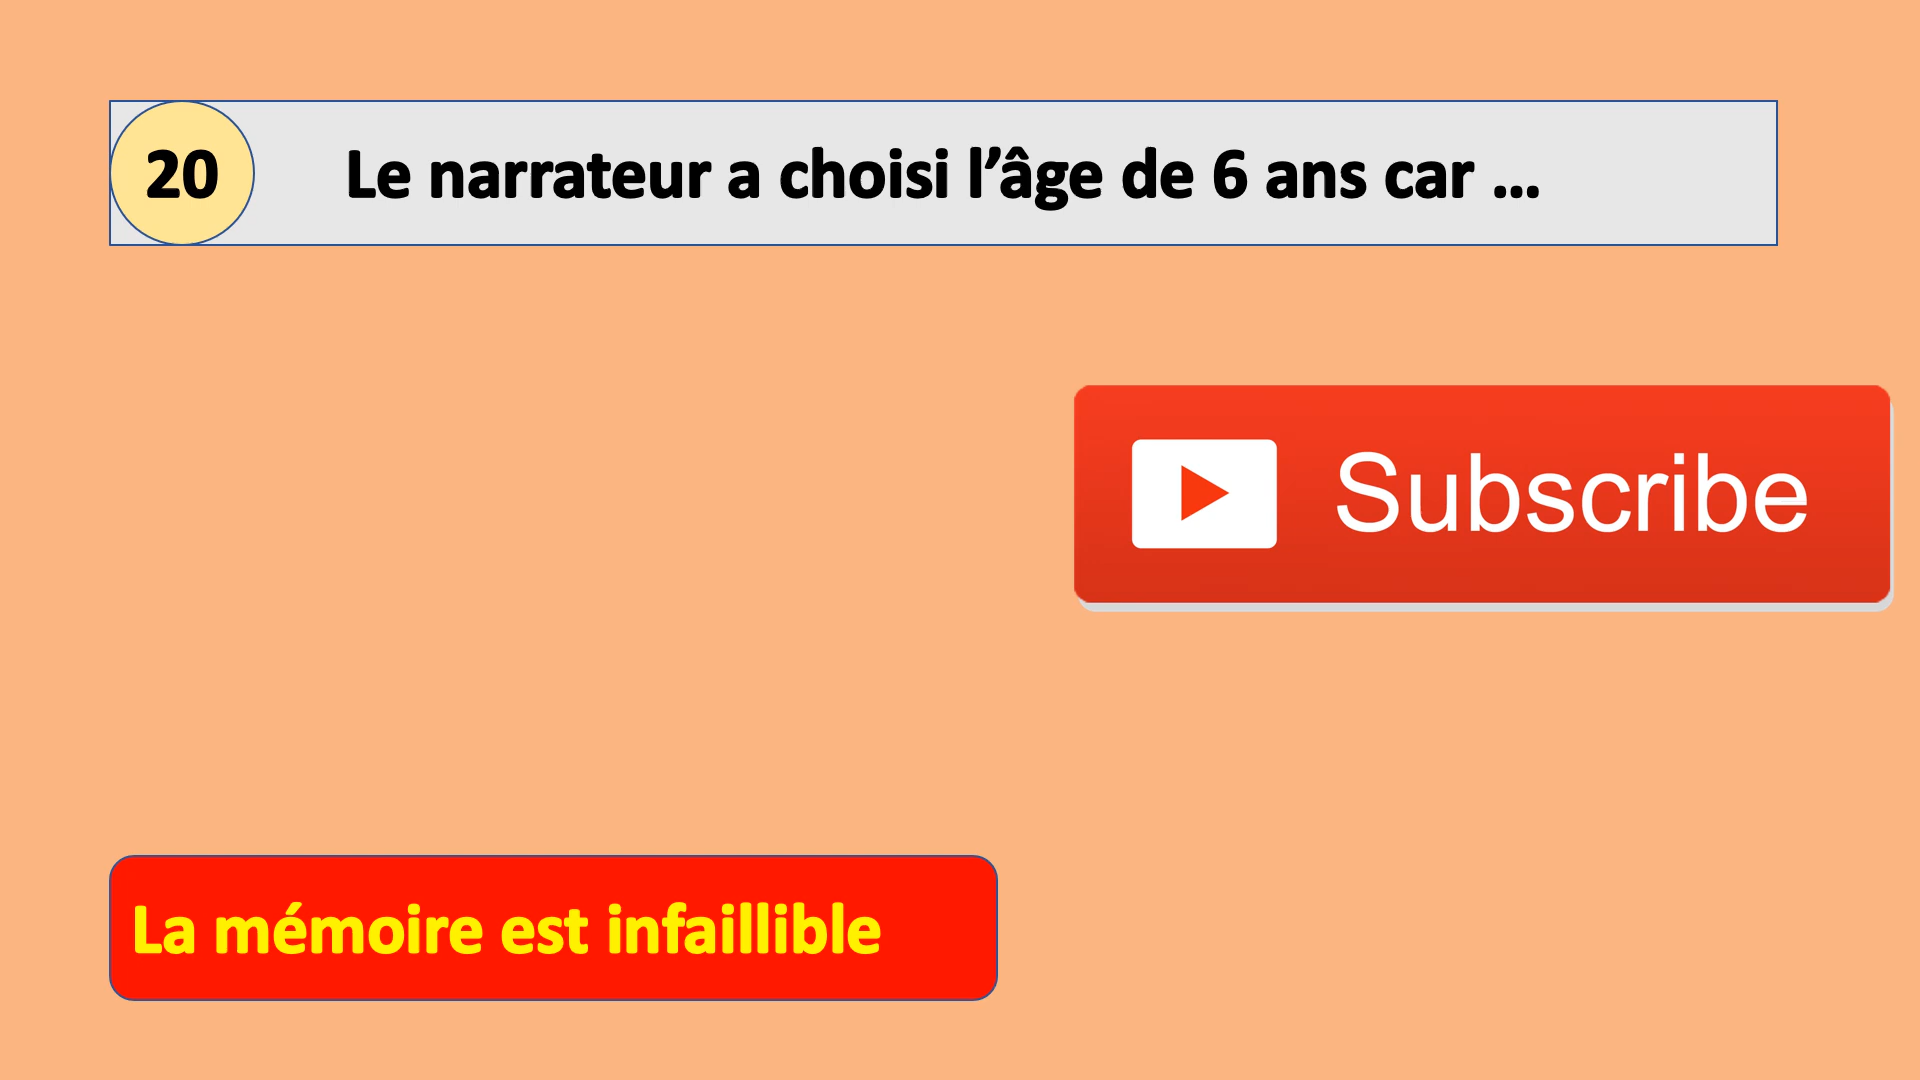 20
Le narrateur a choisi l’âge de 6 ans car ...
Subscribe
La mémoire est infaillible